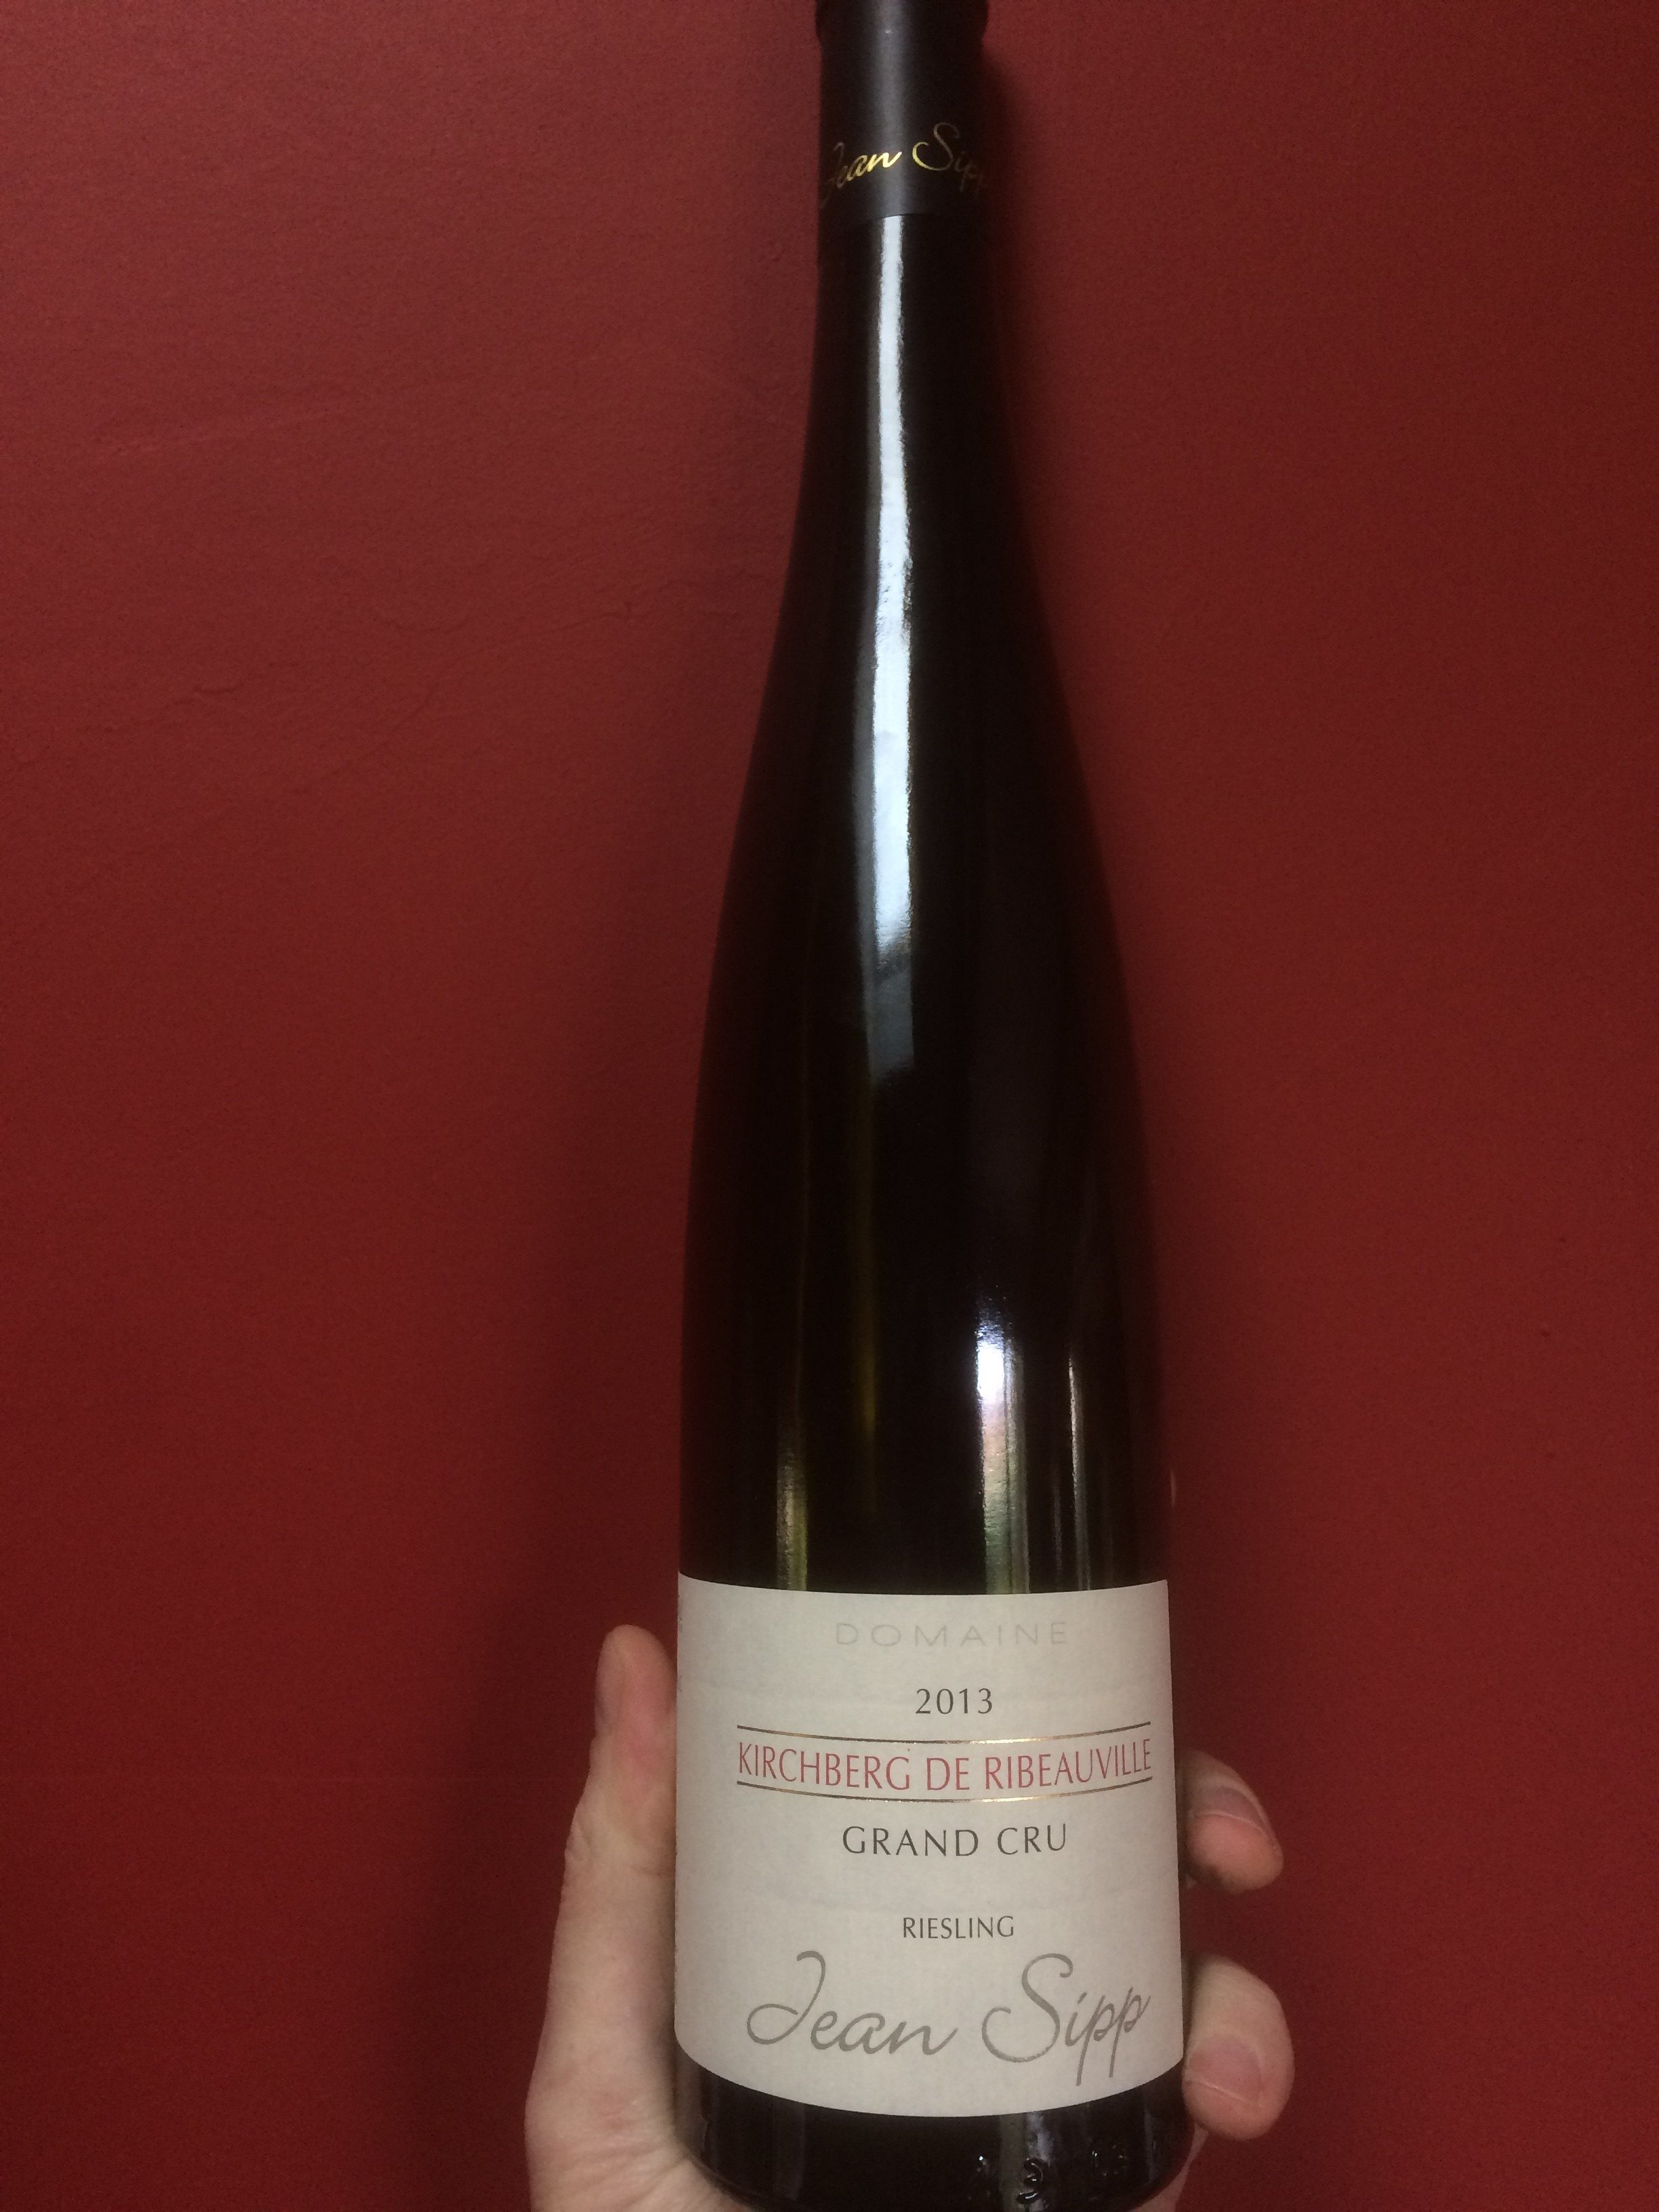 Jean Sipp
DOMAINE
2013
KIRCHBERG DE RIBEAUVILLE
GRAND CRU
RIESLING
Jean Sipp